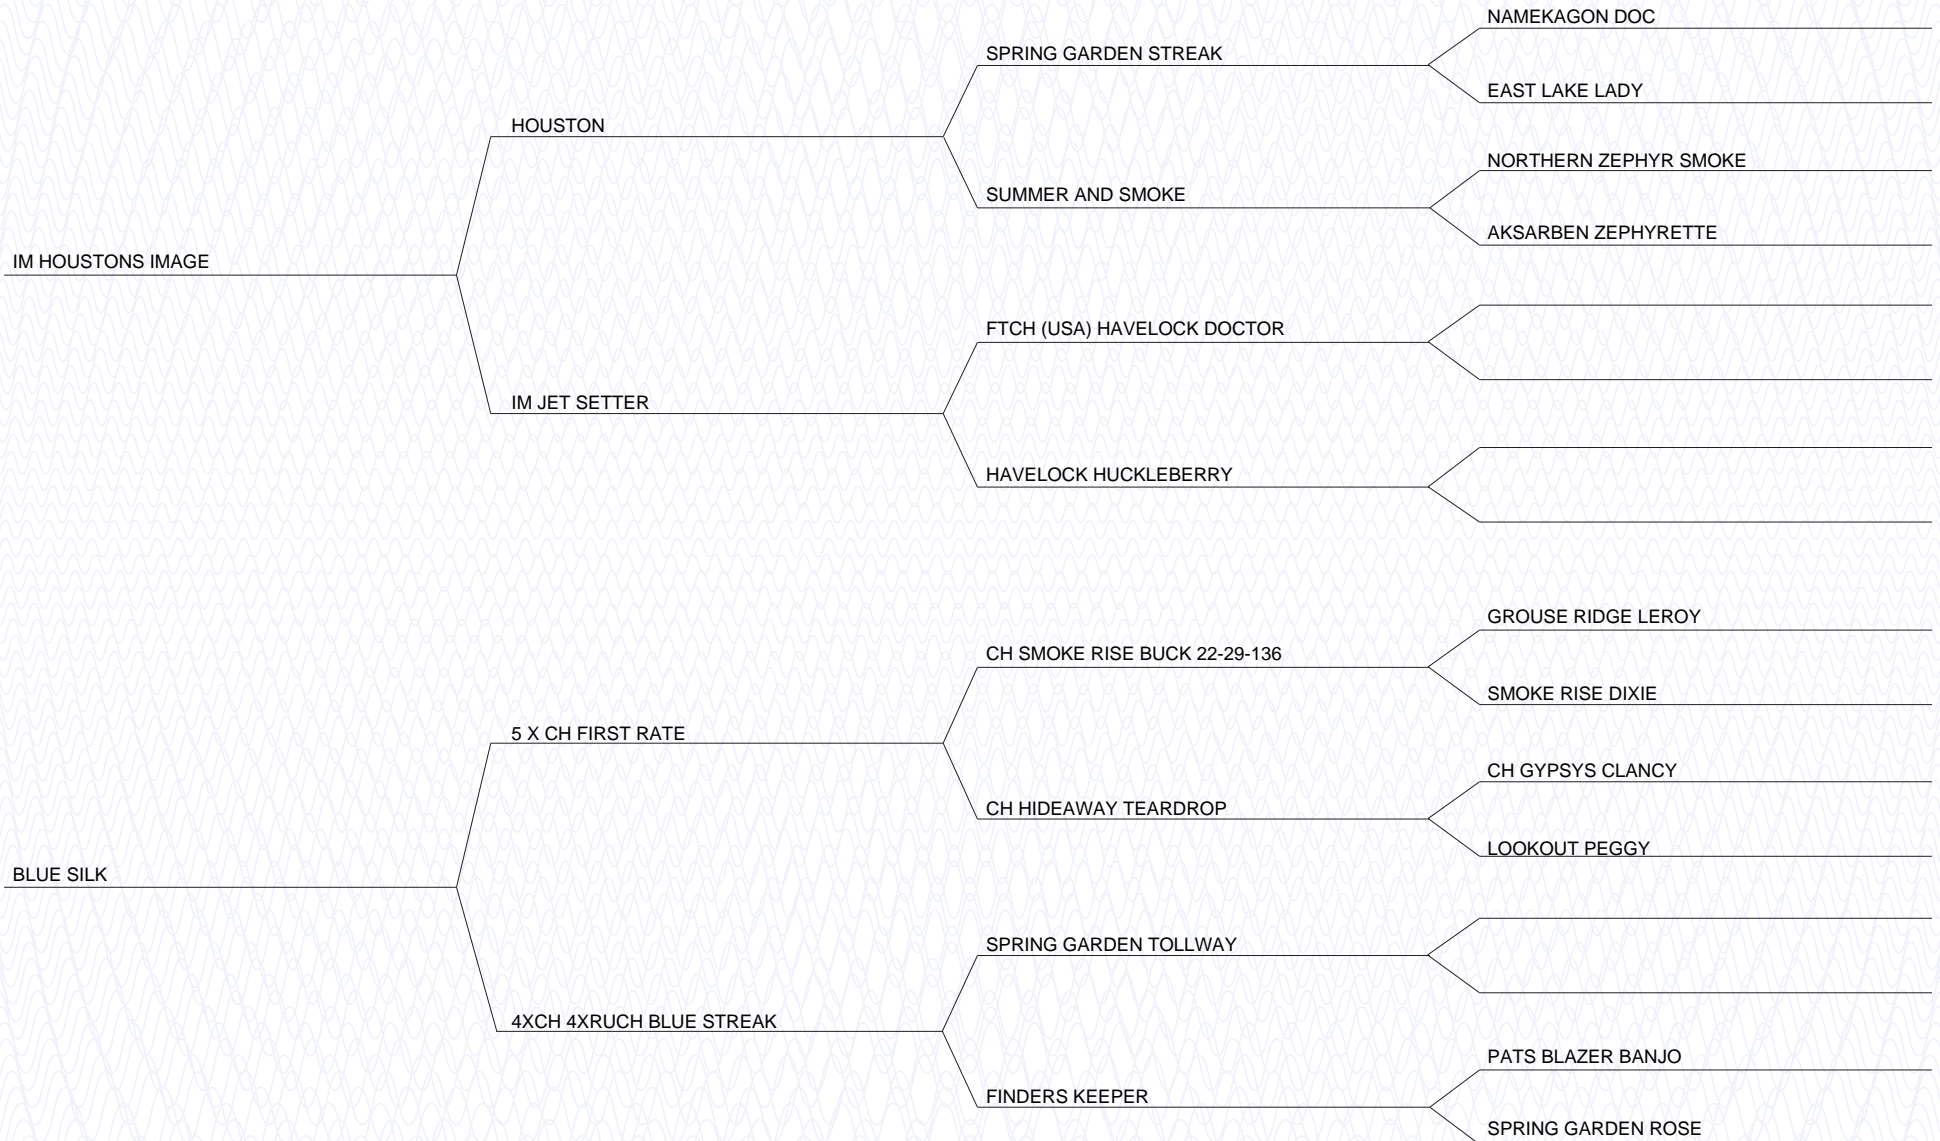 NAMEKAGON DOC
SPRING GARDEN STREAK
EAST LAKE LADY
HOUSTON
NORTHERN ZEPHYR SMOKE
SUMMER AND SMOKE
AKSARBEN ZEPHYRETTE
IM HOUSTONS IMAGE
FTCH (USA) HAVELOCK DOCTOR
IM JET SETTER
HAVELOCK HUCKLEBERRY
GROUSE RIDGE LEROY
CH SMOKE RISE BUCK 22-29-136
SMOKE RISE DIXIE
5 X CH FIRST RATE
CH GYPSYS CLANCY
CH HIDEAWAY TEARDROP
LOOKOUT PEGGY
BLUE SILK
SPRING GARDEN TOLLWAY
4XCH 4XRUCH BLUE STREAK
PATS BLAZER BANJO
FINDERS KEEPER
SPRING GARDEN ROSE